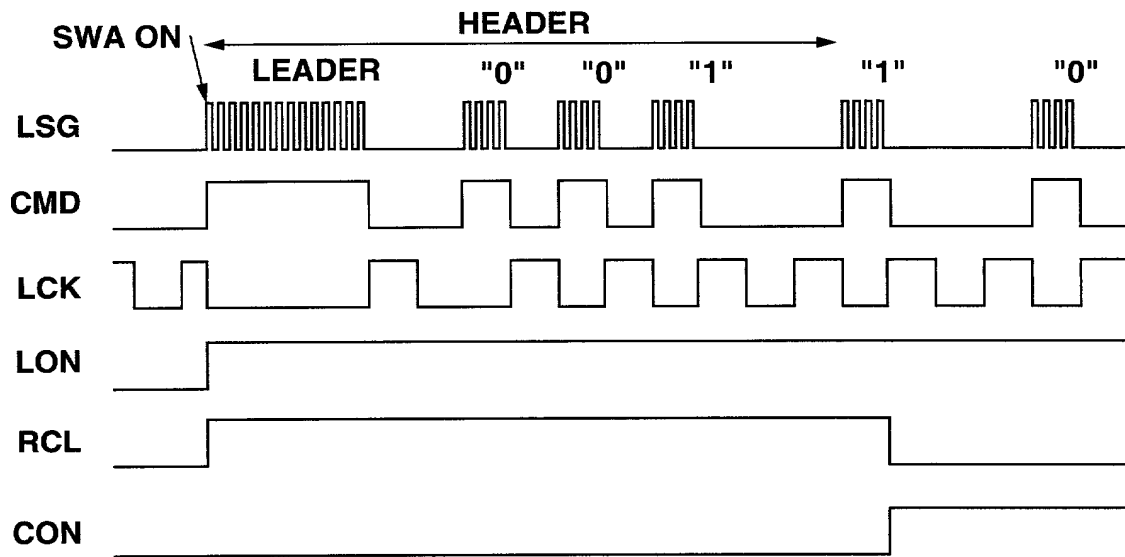 HEADER
SWA ON
LEADER "0" "0" "1" "1" "0"
LSG
CMD
LCK
LON
RCL
CON